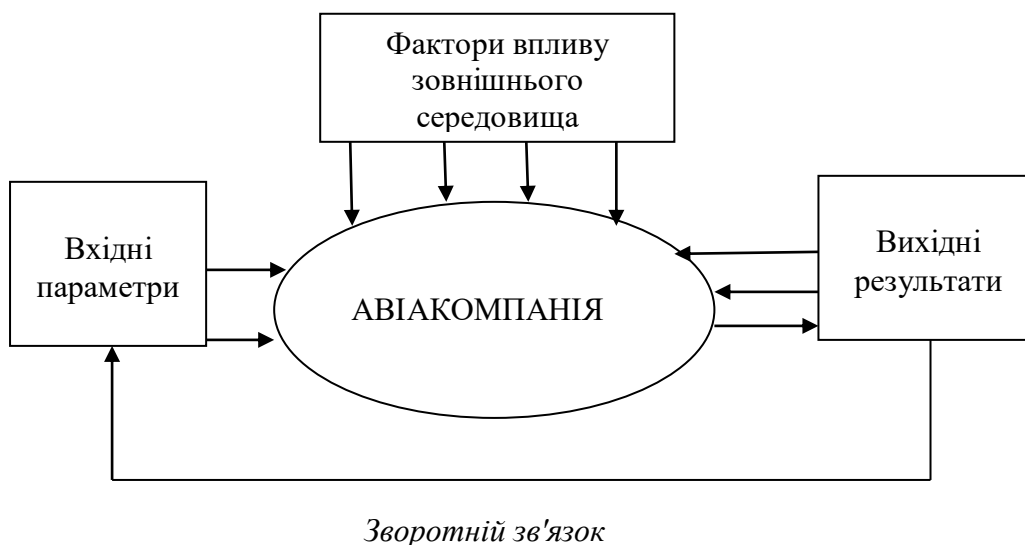 Фактори впливу
зовнішнього
середовища
Вхідні
параметри
АВІАКОМПАНІЯ
Вихідні
результати
Зворотній зв'язок